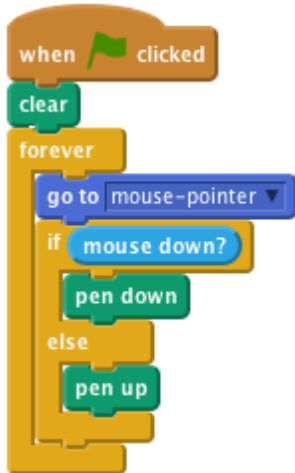 when clicked
clear
forever
go to mouse-pointer
if mouse down?
pen down
else
pen up